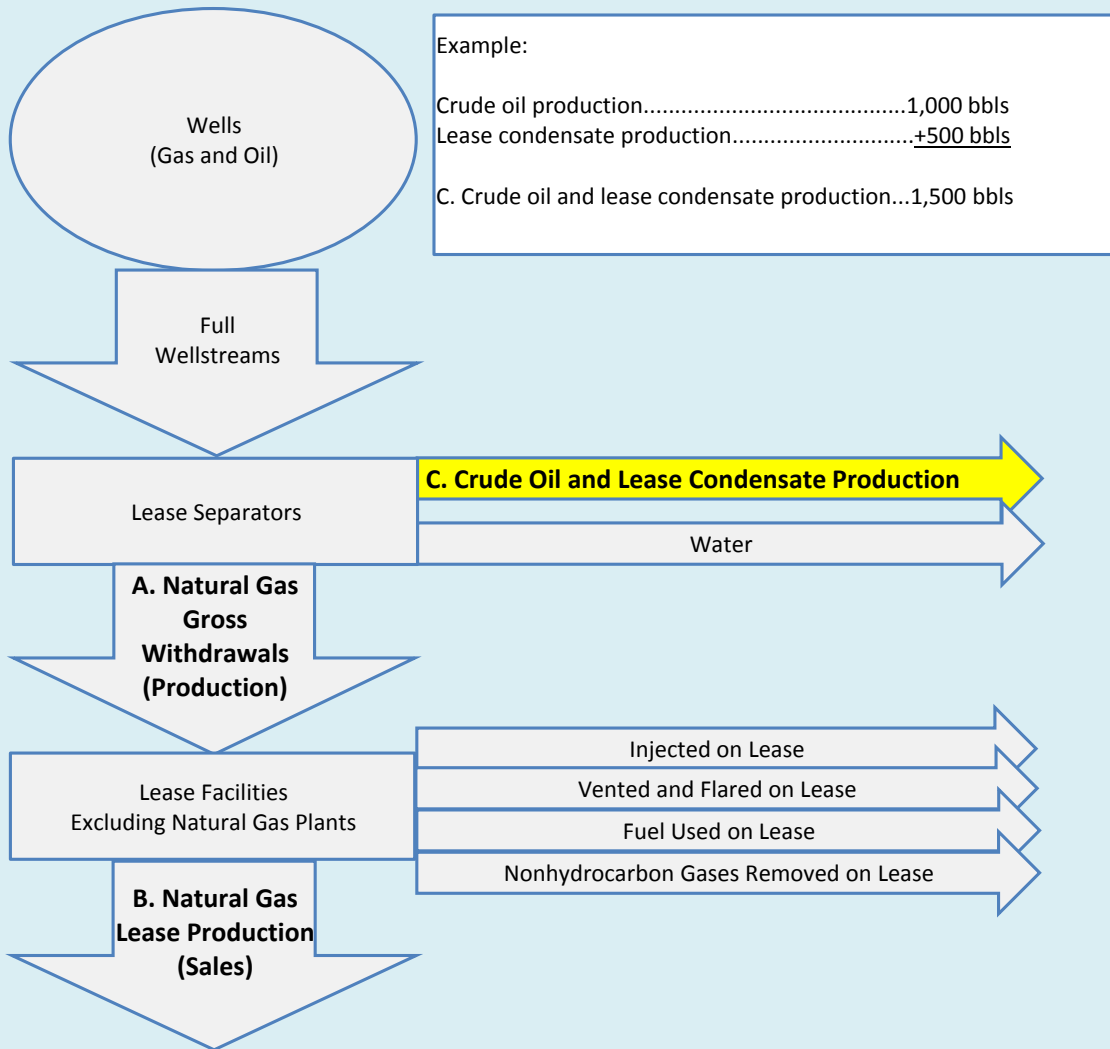 Wells
(Gas and Oil)
Example:
Crude oil production........................................1,000 bbls
Lease condensate production............................+500 bbls
C. Crude oil and lease condensate production...1,500 bbls
Full
Wellstreams
Lease Separators
C. Crude Oil and Lease Condensate Production
Water
A. Natural Gas
Gross
Withdrawals
(Production)
Lease Facilities
Excluding Natural Gas Plants
Injected on Lease
Vented and Flared on Lease
Fuel Used on Lease
Nonhydrocarbon Gases Removed on Lease
B. Natural Gas
Lease Production
(Sales)